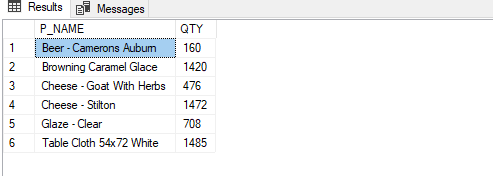 Results Messages
P_NAME QTY
1 Beer - Camerons Auburn 160
2 Browning Caramel Glace 1420
3 Cheese - Goat With Herbs 476
4 Cheese - Stilton 1472
5 Glaze - Clear 708
6 Table Cloth 54x72 White 1485